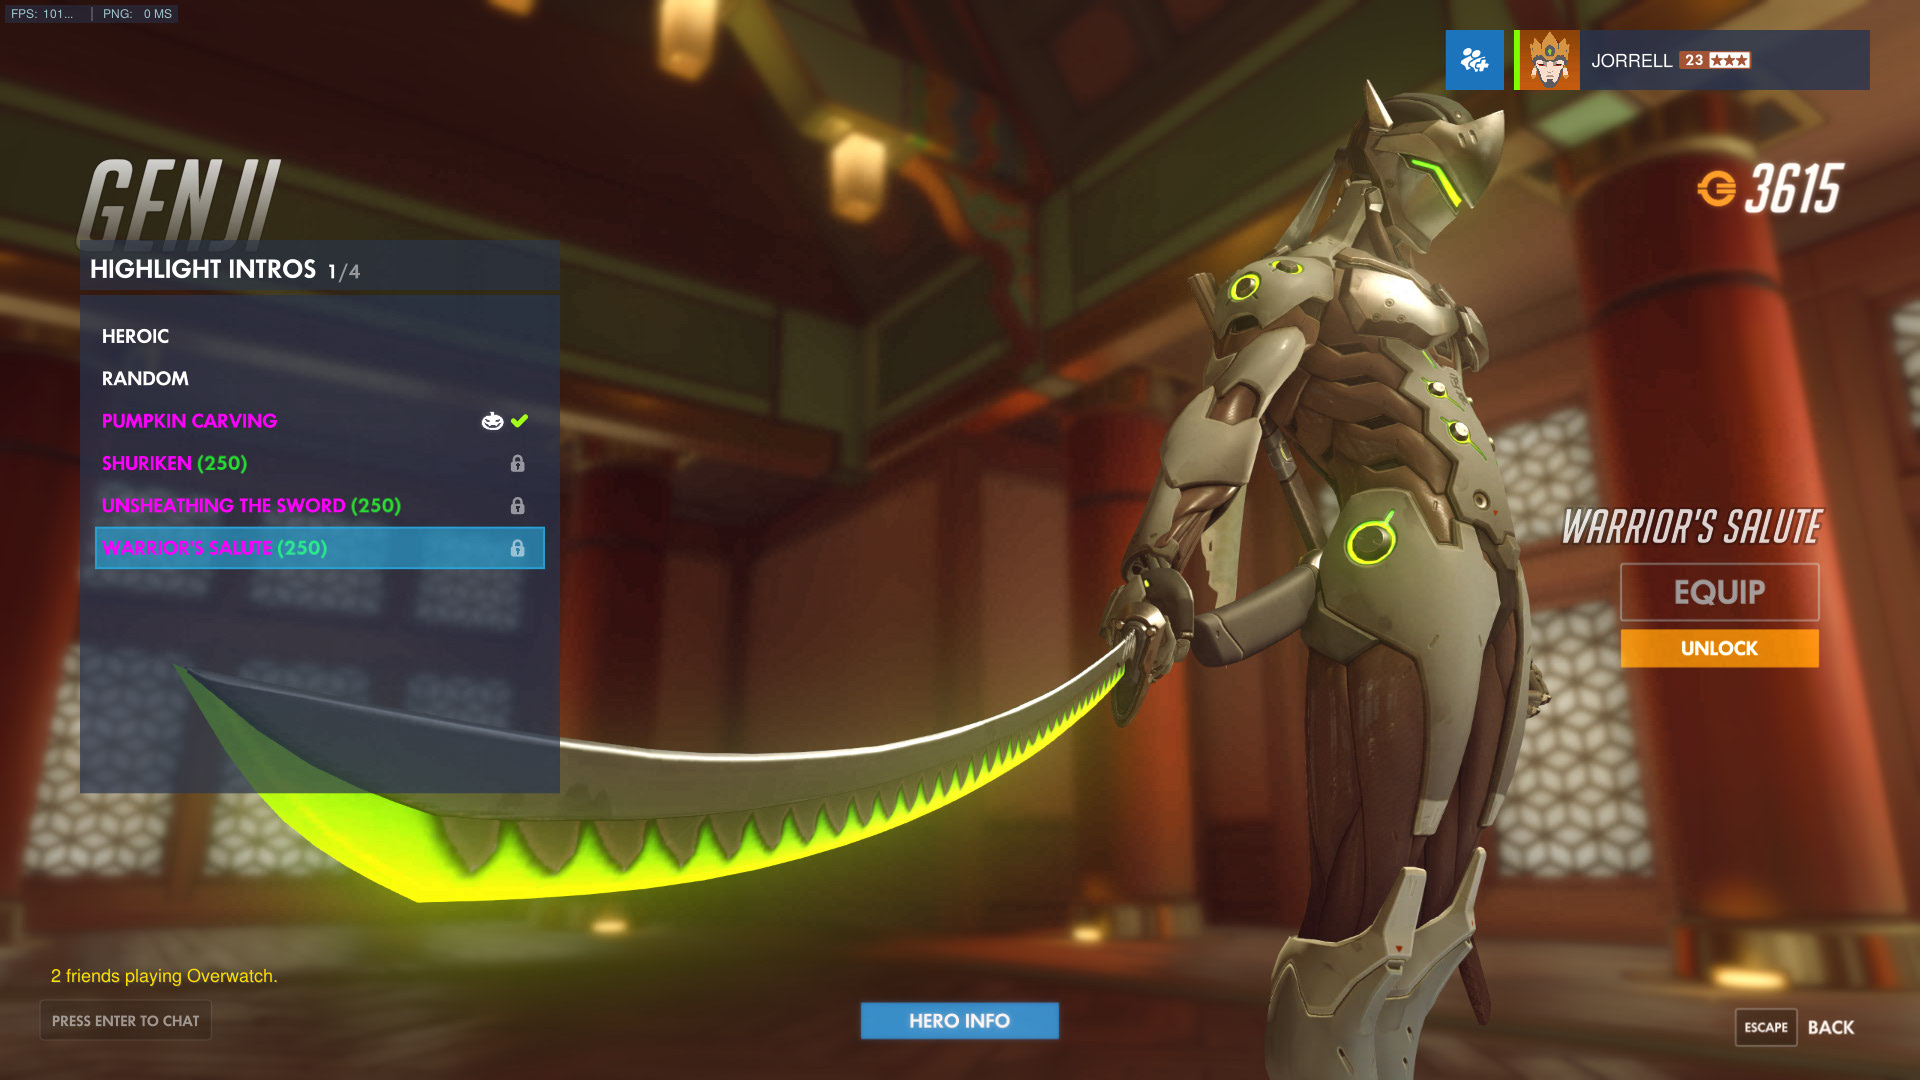 FPS: 101... | PNG: 0 MS
JORRELL 23
GENJI
3615
HIGHLIGHT INTROS 1/4
HEROIC
RANDOM
PUMPKIN CARVING
SHURIKEN (250)
UNSHEATHING THE SWORD (250)
WARRIOR'S SALUTE (250)
WARRIOR'S SALUTE
EQUIP
UNLOCK
2 friends playing Overwatch.
PRESS ENTER TO CHAT
HERO INFO
ESCAPE BACK